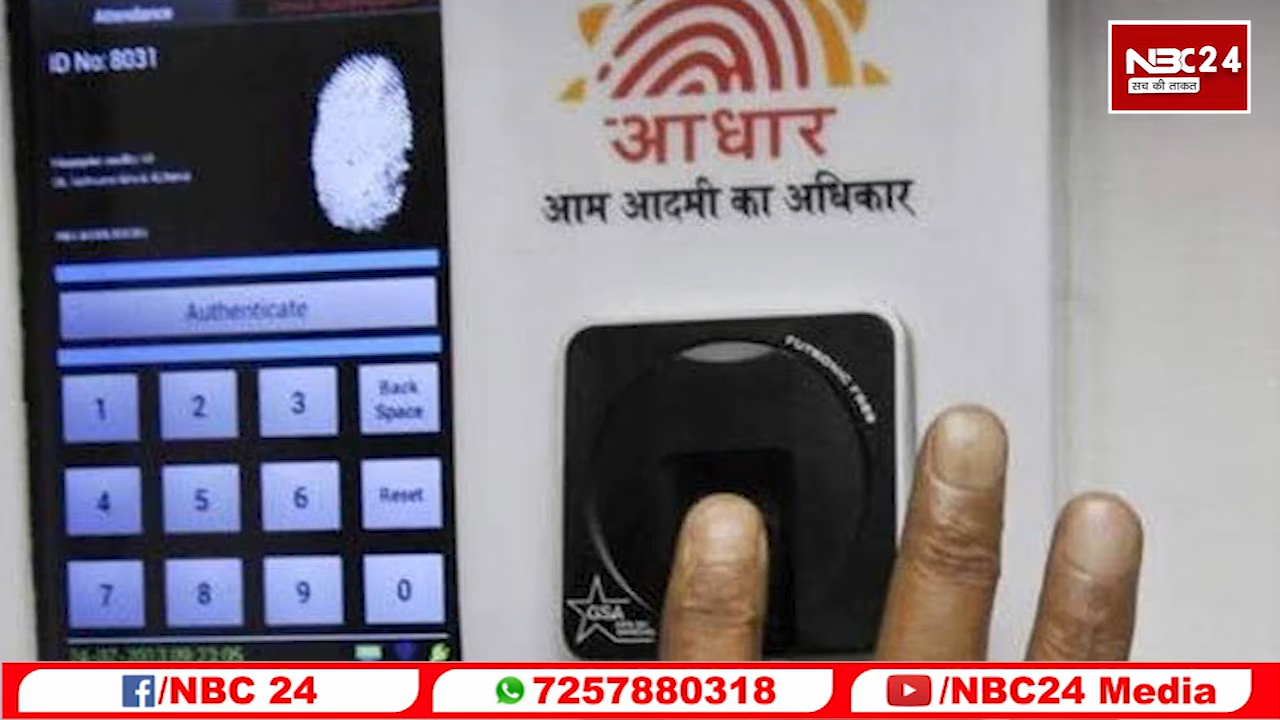 Attendance
ID No: 8031
Authenticate
1 2 3 Back Space
4 5 6 Reset
7 8 9 0
आधार
आम आदमी का अधिकार
FUTRONIC
GSA
NBC24
सच की ताकत
/NBC 24
7257880318
/NBC24 Media